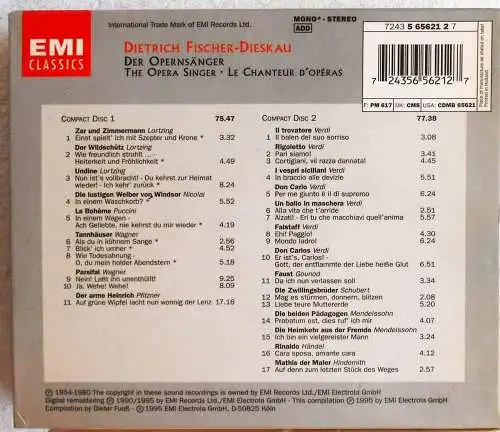 International Trade Mark of EMI Records Ltd.
MONO* - STEREO
ADD
7243 5 65621 2 7
7 24356 56212 7
F: PM 617 UK: CMS USA: CDMB 65621
EMI
CLASSICS
DIETRICH FISCHER-DIESKAU
DER OPERNSÄNGER
THE OPERA SINGER · LE CHANTEUR D'OPÉRAS
COMPACT DISC 1 75.47
Zar und Zimmermann Lortzing
1 Einst spielt' ich mit Szepter und Krone * 3.32
Der Wildschütz Lortzing
2 Wie freundlich strahlt ...
Heiterkeit und Fröhlichkeit * 4.49
Undine Lortzing
3 Nun ist's vollbracht! - Du kehrst zur Heimat
wieder! - Ich kehr' zurück * 8.24
Die lustigen Weiber von Windsor Nicolai
4 In einem Waschkorb? * 5.52
La Bohème Puccini
5 In einem Wagen -
Ach Geliebte, nie kehrst du mir wieder * 4.19
Tannhäuser Wagner
6 Als du in kühnem Sange * 2.56
7 Blick' ich umher * 4.52
8 Wie Todesahnung -
O, du mein holder Abendstern * 5.18
Parsifal Wagner
9 Nein! Laßt ihn unenthüllt! 9.25
10 Ja, Wehe! Wehe! 8.09
Der arme Heinrich Pfitzner
11 Auf grüne Wipfel lacht nun wonnig der Lenz 17.16
COMPACT DISC 2 77.38
Il trovatore Verdi
1 Il balen del suo sorriso 3.08
Rigoletto Verdi
2 Pari siamo! 3.41
3 Cortigiani, vil razza dannata! 4.45
I vespri siciliani Verdi
4 In braccio alle dovizie 5.51
Don Carlo Verdi
5 Per me giunto è il dì supremo 6.24
Un ballo in maschera Verdi
6 Alla vita che t'arride 2.51
7 Alzati! - Eri tu che macchiavi quell'anima 5.57
Falstaff Verdi
8 Ehi! Paggio! 4.30
9 Mondo ladro! 6.24
Don Carlos Verdi
10 Er ist's, Carlos! -
Gott, der entflammte der Liebe heiße Glut 6.51
Faust Gounod
11 Da ich nun verlassen soll 3.34
Die Zwillingsbrüder Schubert
12 Mag es stürmen, donnern, blitzen 2.08
13 Liebe teure Muttererde 5.20
Die beiden Pädagogen Mendelssohn
14 Probatum est, dies ruf' ich mir 4.07
Die Heimkehr aus der Fremde Mendelssohn
15 Ich bin ein vielgereister Mann 3.24
Rinaldo Händel
16 Cara sposa, amante cara 4.12
Mathis der Maler Hindemith
17 Auf denn zum letzten Stück des Weges 2.57
℗ 1954-1980 The copyright in these sound recordings is owned by EMI Records Ltd./EMI Electrola GmbH
Digital remastering ℗ 1990/1995 by EMI Records Ltd./EMI Electrola GmbH · This compilation ℗ 1995 by EMI Electrola GmbH
Compilation by Dieter Fuoß · © 1995 EMI Electrola GmbH, D-50825 Köln